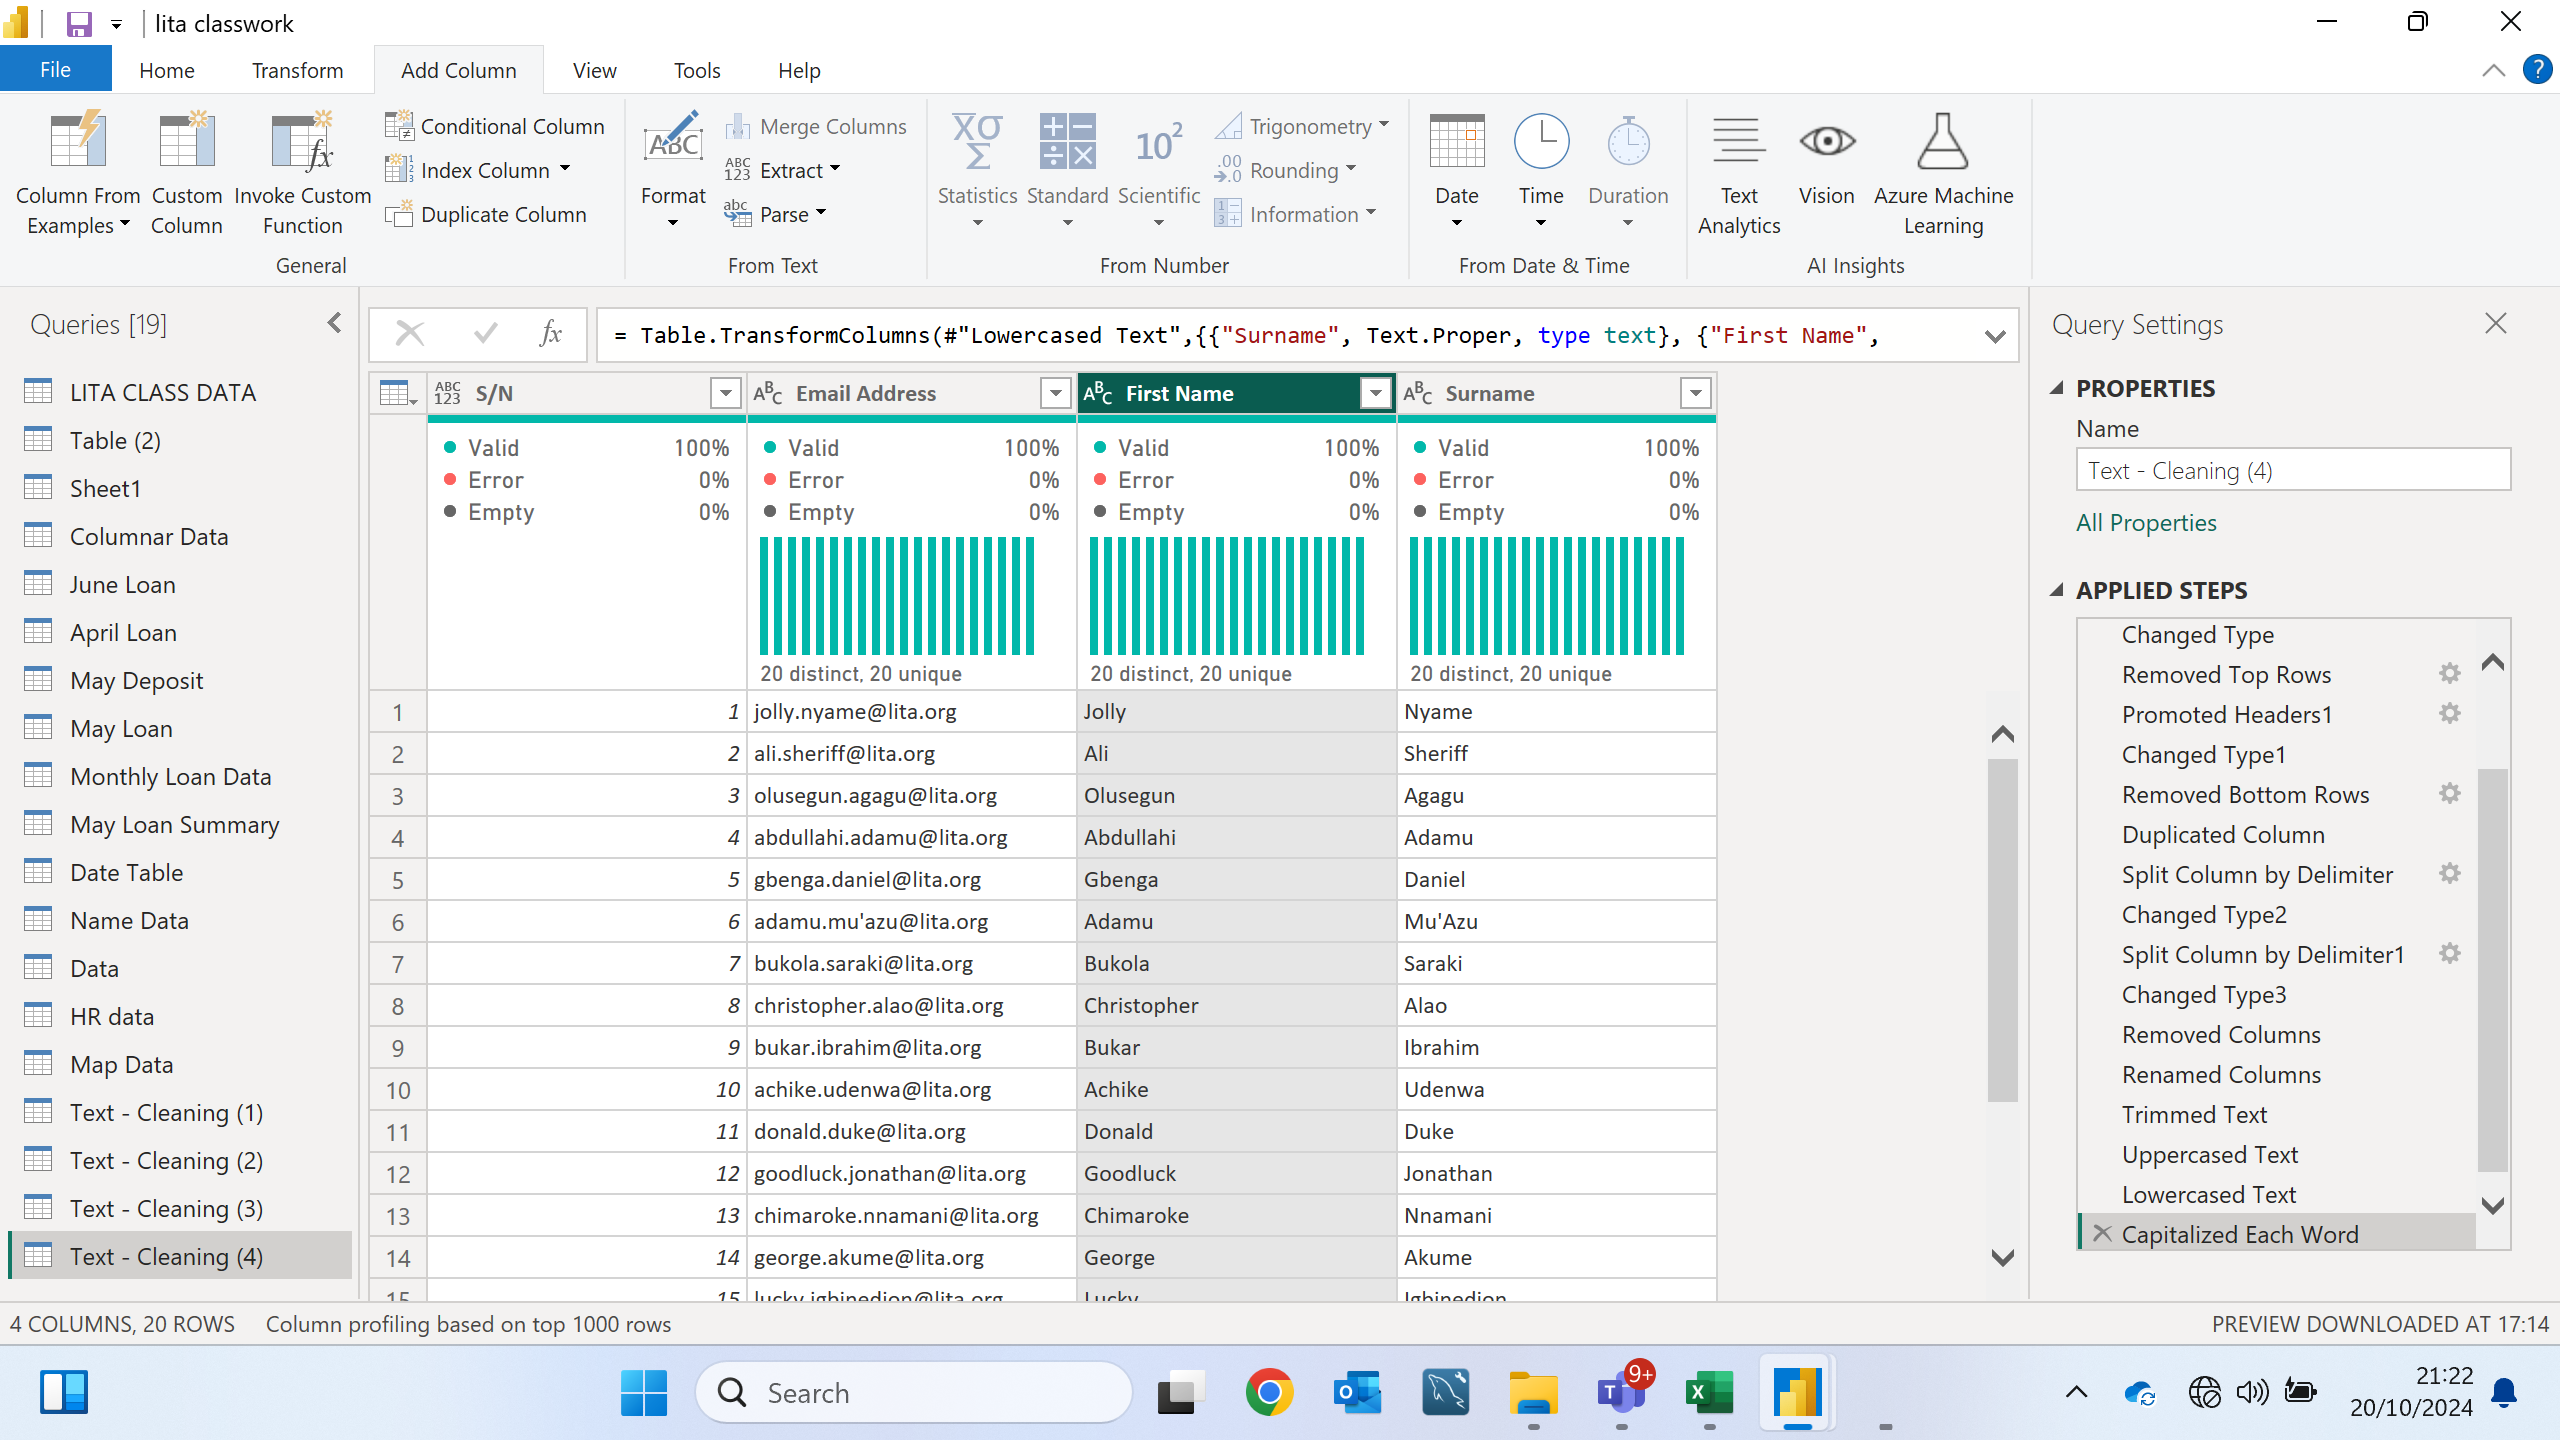 lita classwork
File Home Transform Add Column View Tools Help
Column From Examples
Custom Column
Invoke Custom Function
Conditional Column
Index Column
Duplicate Column
General
Format
Merge Columns
Extract
Parse
From Text
Statistics
Standard
Scientific
Trigonometry
Rounding
Information
From Number
Date
Time
Duration
From Date & Time
Text Analytics
Vision
Azure Machine Learning
AI Insights
Queries [19]
LITA CLASS DATA
Table (2)
Sheet1
Columnar Data
June Loan
April Loan
May Deposit
May Loan
Monthly Loan Data
May Loan Summary
Date Table
Name Data
Data
HR data
Map Data
Text - Cleaning (1)
Text - Cleaning (2)
Text - Cleaning (3)
Text - Cleaning (4)
fx = Table.TransformColumns(#"Lowercased Text",{{"Surname", Text.Proper, type text}, {"First Name",
ABC 123 S/N ABC Email Address ABC First Name ABC Surname
Valid 100% Valid 100% Valid 100% Valid 100%
Error 0% Error 0% Error 0% Error 0%
Empty 0% Empty 0% Empty 0% Empty 0%
20 distinct, 20 unique 20 distinct, 20 unique 20 distinct, 20 unique
1 1 jolly.nyame@lita.org Jolly Nyame
2 2 ali.sheriff@lita.org Ali Sheriff
3 3 olusegun.agagu@lita.org Olusegun Agagu
4 4 abdullahi.adamu@lita.org Abdullahi Adamu
5 5 gbenga.daniel@lita.org Gbenga Daniel
6 6 adamu.mu'azu@lita.org Adamu Mu'Azu
7 7 bukola.saraki@lita.org Bukola Saraki
8 8 christopher.alao@lita.org Christopher Alao
9 9 bukar.ibrahim@lita.org Bukar Ibrahim
10 10 achike.udenwa@lita.org Achike Udenwa
11 11 donald.duke@lita.org Donald Duke
12 12 goodluck.jonathan@lita.org Goodluck Jonathan
13 13 chimaroke.nnamani@lita.org Chimaroke Nnamani
14 14 george.akume@lita.org George Akume
15 15 lucky.igbinedion@lita.org Lucky Igbinedion
Query Settings
PROPERTIES
Name
Text - Cleaning (4)
All Properties
APPLIED STEPS
Changed Type
Removed Top Rows
Promoted Headers1
Changed Type1
Removed Bottom Rows
Duplicated Column
Split Column by Delimiter
Changed Type2
Split Column by Delimiter1
Changed Type3
Removed Columns
Renamed Columns
Trimmed Text
Uppercased Text
Lowercased Text
Capitalized Each Word
4 COLUMNS, 20 ROWS Column profiling based on top 1000 rows PREVIEW DOWNLOADED AT 17:14
Search
9+
21:22
20/10/2024